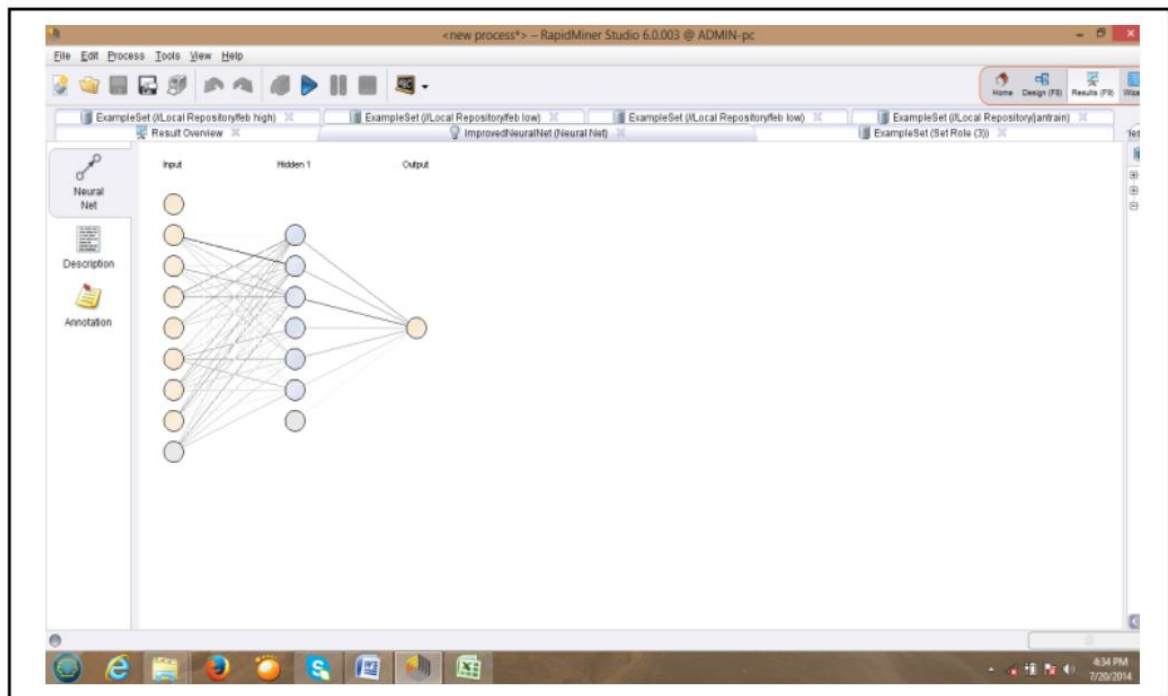 <new process*> – RapidMiner Studio 6.0.003 @ ADMIN-pc
File Edit Process Tools View Help
Home Design (F8) Results (F9) Wiza
ExampleSet (//Local Repository/feb high) ExampleSet (//Local Repository/feb low) ExampleSet (//Local Repository/feb low) ExampleSet (//Local Repository/jantrain)
Result Overview ImprovedNeuralNet (Neural Net) ExampleSet (Set Role (3))
Input Hidden 1 Output
Neural
Net
Description
Annotation
4:34 PM
7/20/2014